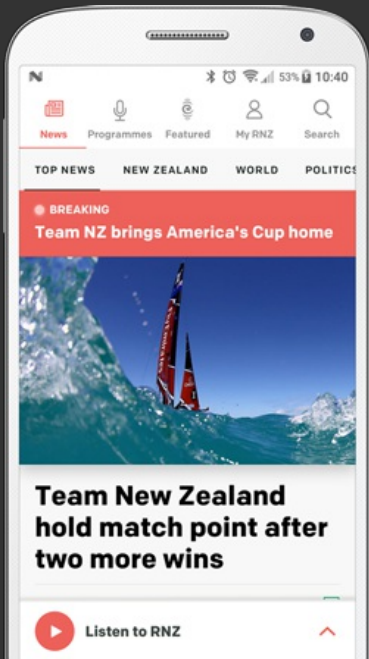 53% 10:40
News Programmes Featured My RNZ Search
TOP NEWS NEW ZEALAND WORLD POLITICS
BREAKING
Team NZ brings America's Cup home
Team New Zealand
hold match point after
two more wins
Listen to RNZ